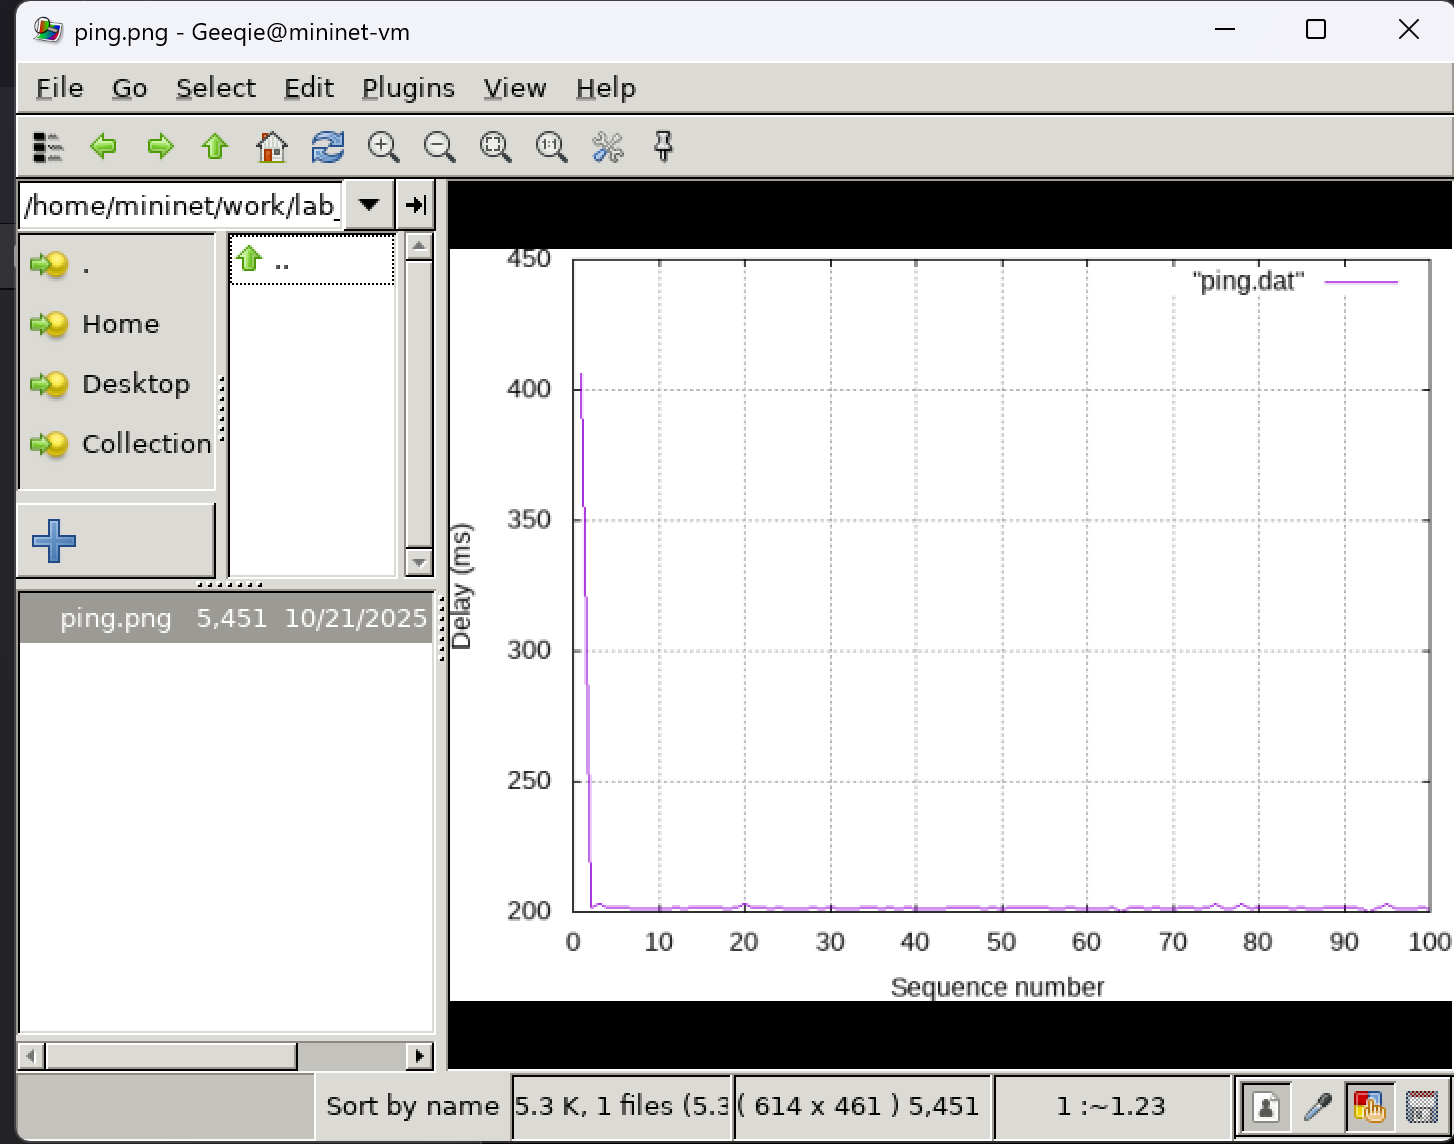 ping.png - Geeqie@mininet-vm
File Go Select Edit Plugins View Help
1:1
/home/mininet/work/lab_
.
Home
Desktop
Collection
..
ping.png 5,451 10/21/2025
"ping.dat"
450
400
350
300
250
200
Delay (ms)
0 10 20 30 40 50 60 70 80 90 100
Sequence number
Sort by name
5.3 K, 1 files (5.3
( 614 x 461 ) 5,451
1 :~1.23